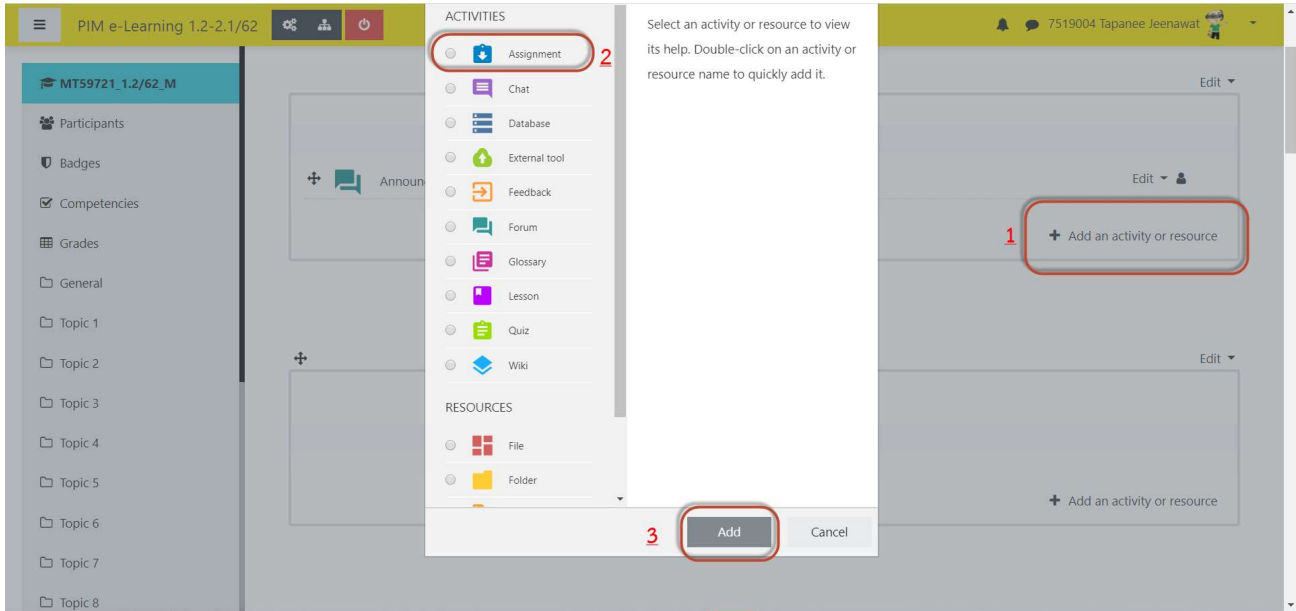 PIM e-Learning 1.2-2.1/62
7519004 Tapanee Jeenawat
MT59721_1.2/62_M
Participants
Badges
Competencies
Grades
General
Topic 1
Topic 2
Topic 3
Topic 4
Topic 5
Topic 6
Topic 7
Topic 8
Edit
Announ
Edit
1
+ Add an activity or resource
Edit
+ Add an activity or resource
ACTIVITIES
Assignment
2
Chat
Database
External tool
Feedback
Forum
Glossary
Lesson
Quiz
Wiki
RESOURCES
File
Folder
Select an activity or resource to view
its help. Double-click on an activity or
resource name to quickly add it.
3
Add
Cancel